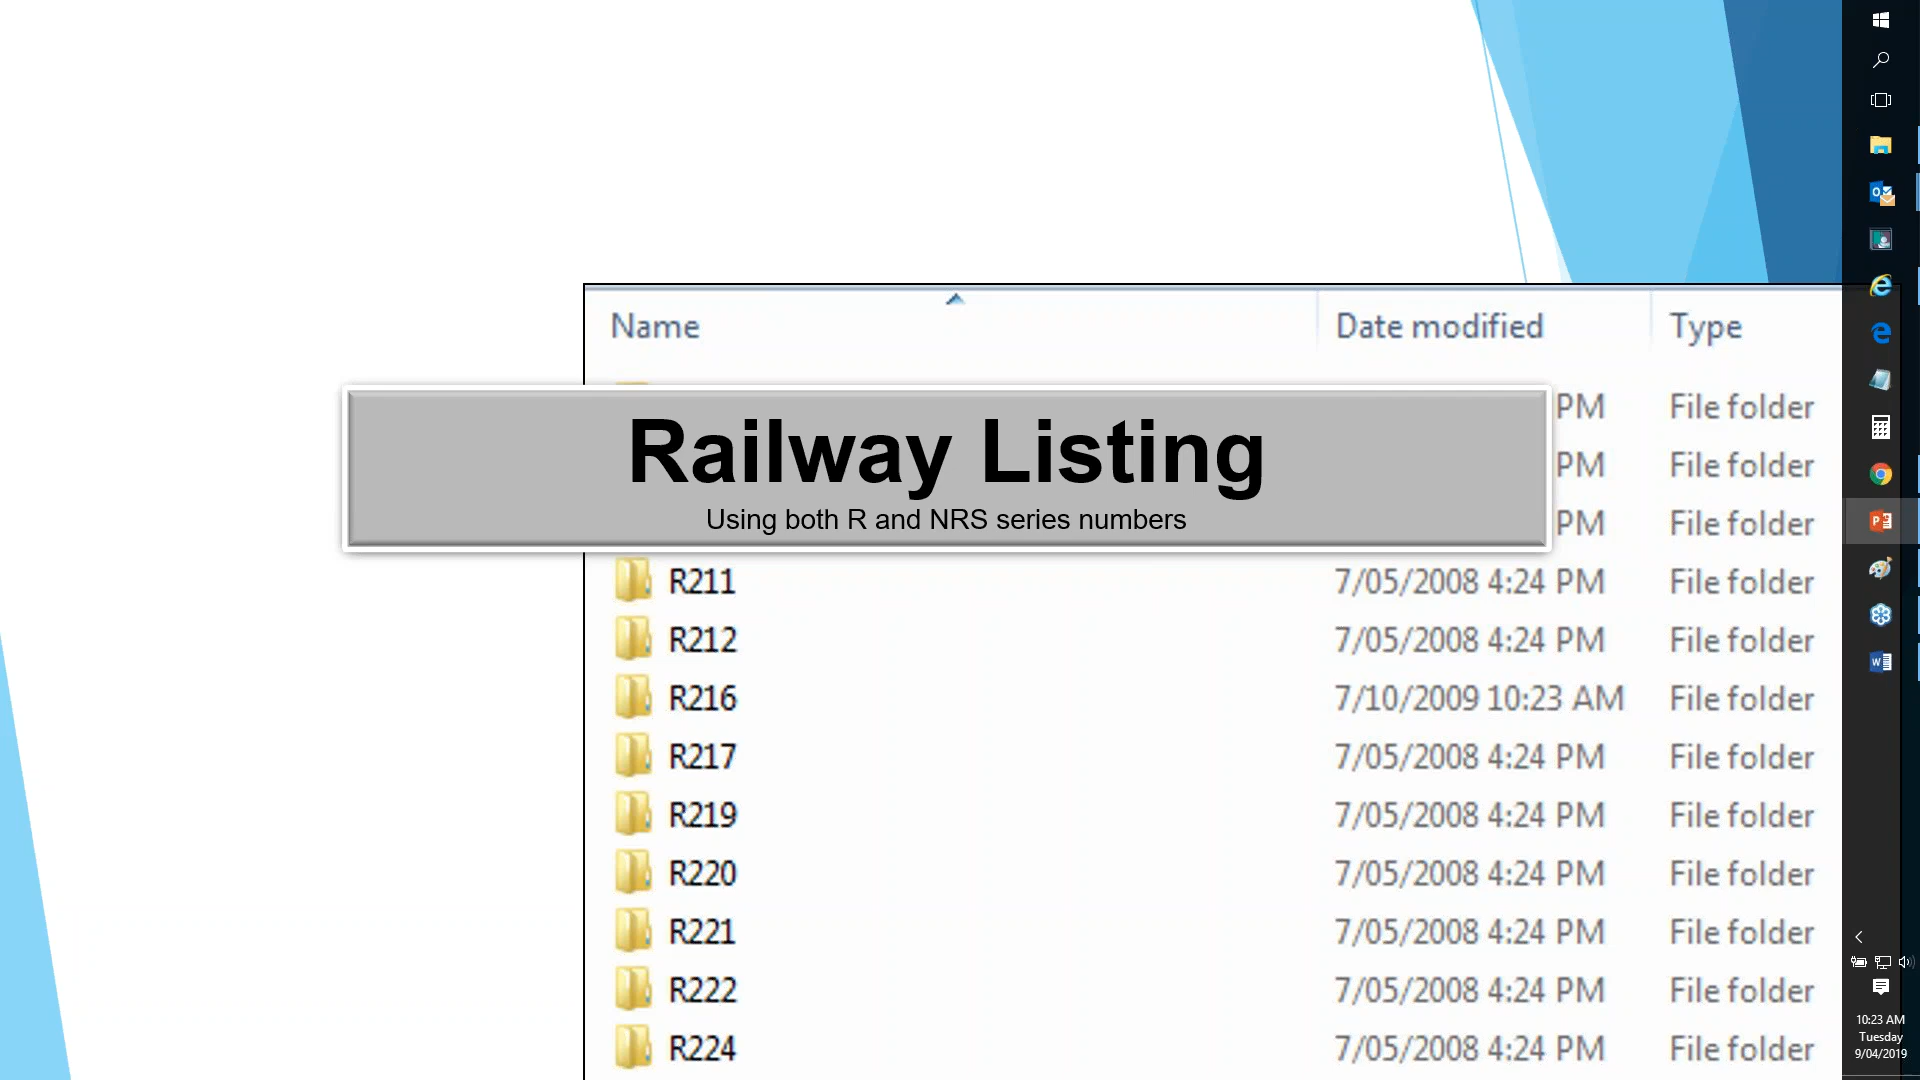 Name Date modified Type
PM File folder
Railway Listing
PM File folder
Using both R and NRS series numbers
PM File folder
R211 7/05/2008 4:24 PM File folder
R212 7/05/2008 4:24 PM File folder
R216 7/10/2009 10:23 AM File folder
R217 7/05/2008 4:24 PM File folder
R219 7/05/2008 4:24 PM File folder
R220 7/05/2008 4:24 PM File folder
R221 7/05/2008 4:24 PM File folder
R222 7/05/2008 4:24 PM File folder
R224 7/05/2008 4:24 PM File folder
10:23 AM
Tuesday
9/04/2019